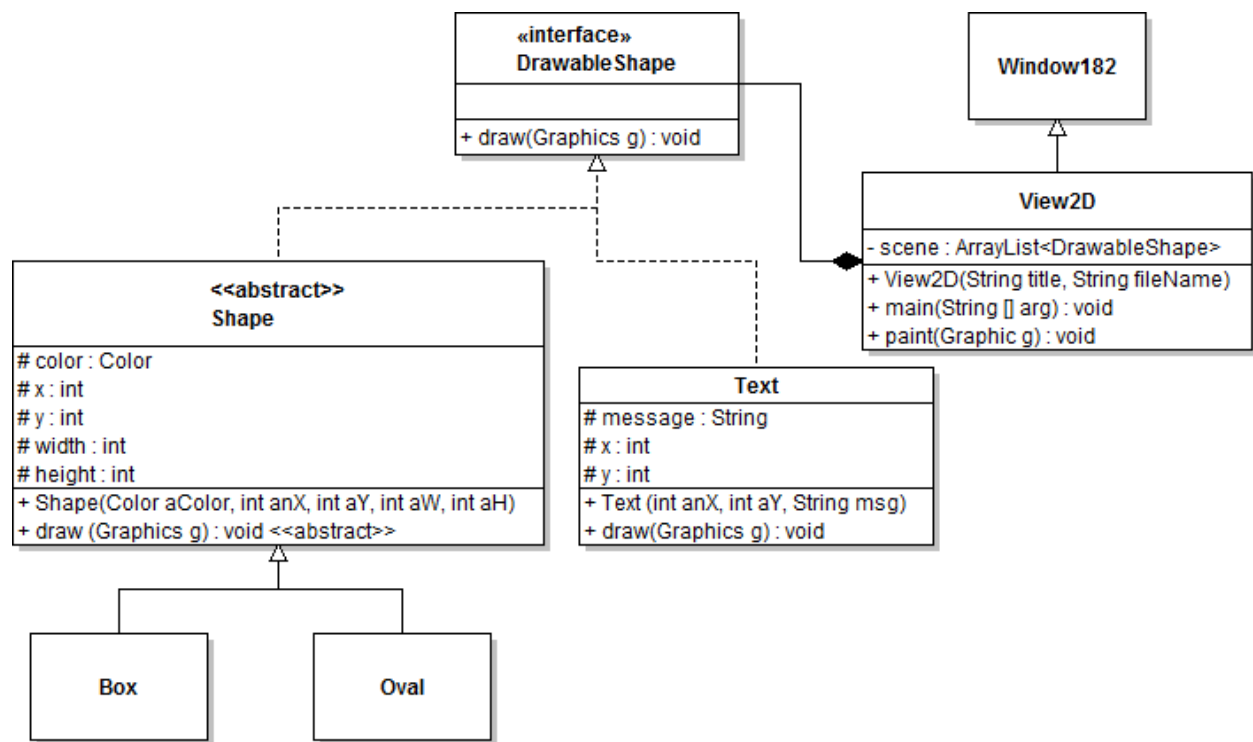 «interface»
DrawableShape
+ draw(Graphics g) : void
Window182
View2D
- scene : ArrayList<DrawableShape>
+ View2D(String title, String fileName)
+ main(String [] arg) : void
+ paint(Graphic g) : void
<<abstract>>
Shape
# color : Color
# x : int
# y : int
# width : int
# height : int
+ Shape(Color aColor, int anX, int aY, int aW, int aH)
+ draw (Graphics g) : void <<abstract>>
Text
# message : String
# x : int
# y : int
+ Text (int anX, int aY, String msg)
+ draw(Graphics g) : void
Box
Oval